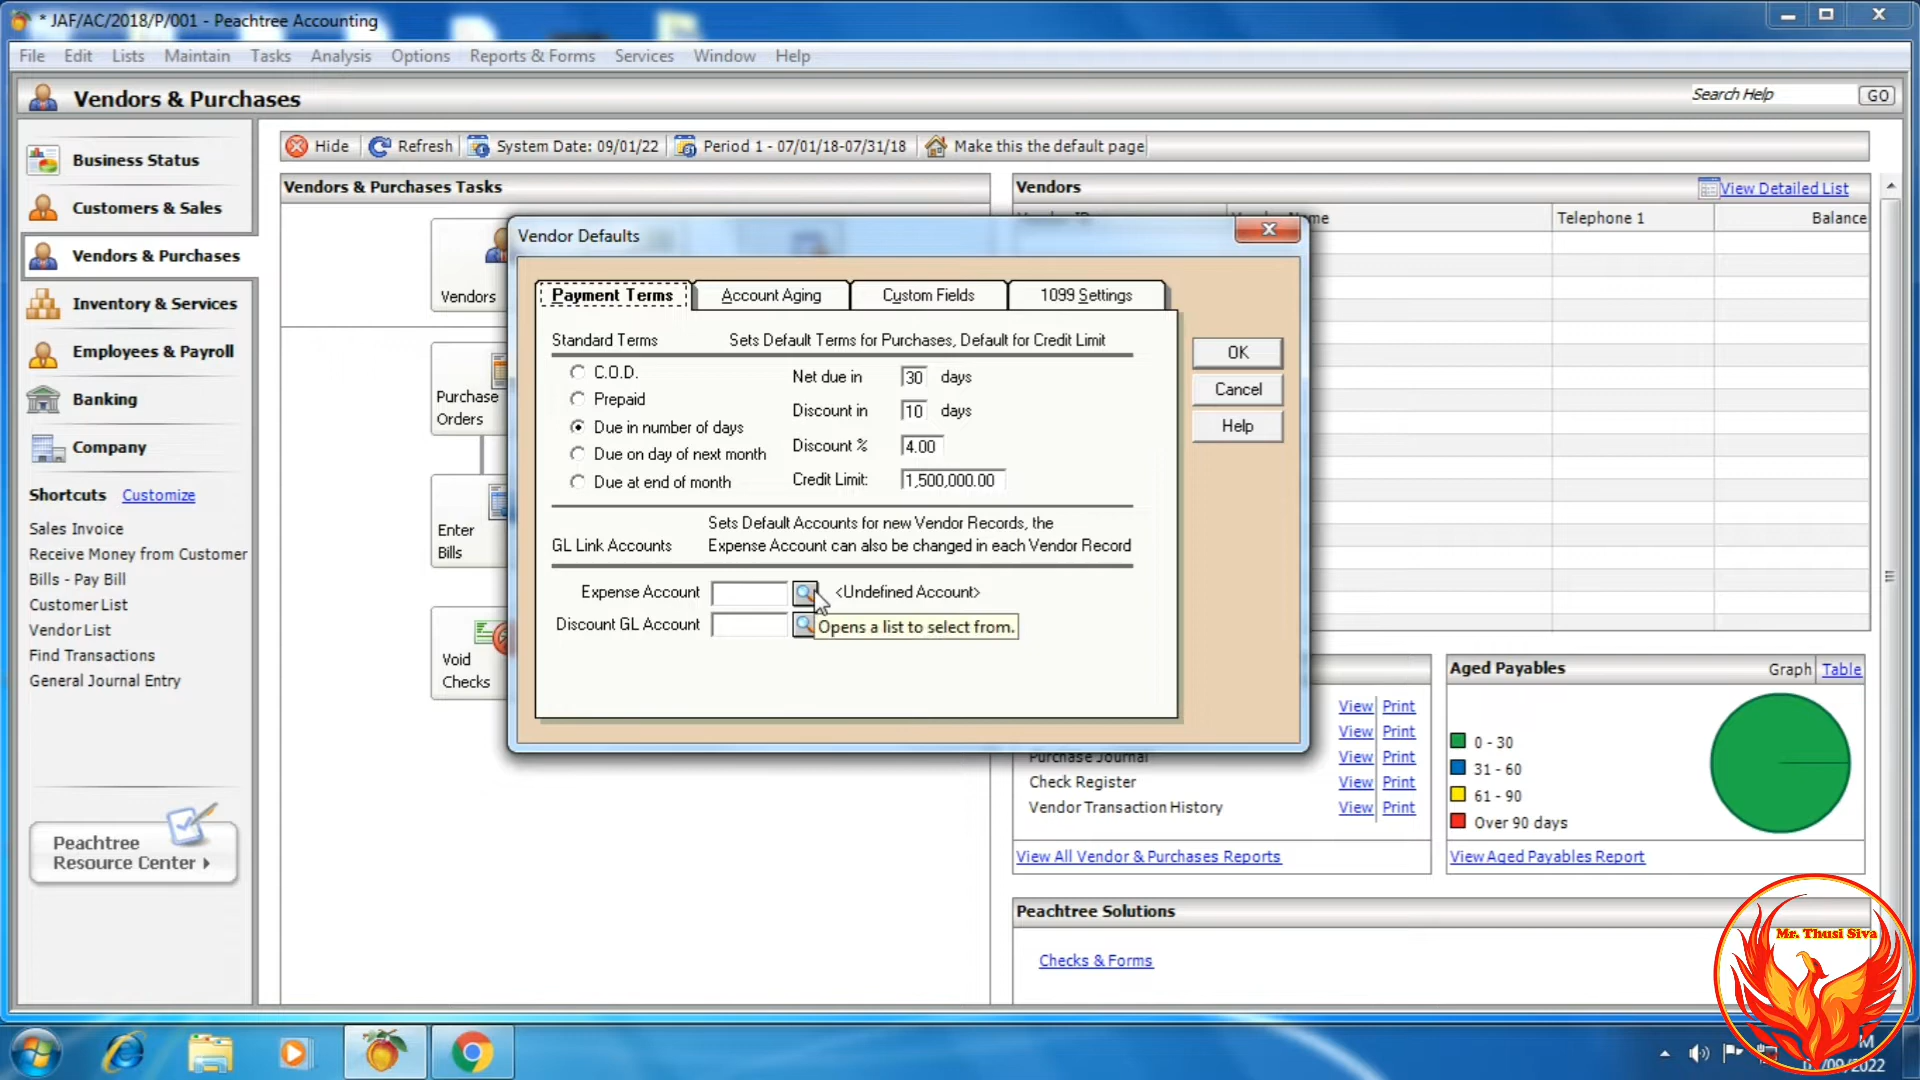 * JAF/AC/2018/P/001 - Peachtree Accounting
File Edit Lists Maintain Tasks Analysis Options Reports & Forms Services Window Help
Vendors & Purchases
Search Help
GO
Business Status
Customers & Sales
Vendors & Purchases
Inventory & Services
Employees & Payroll
Banking
Company
Shortcuts Customize
Sales Invoice
Receive Money from Customer
Bills - Pay Bill
Customer List
Vendor List
Find Transactions
General Journal Entry
Peachtree
Resource Center
Hide Refresh System Date: 09/01/22 Period 1 - 07/01/18-07/31/18 Make this the default page
Vendors & Purchases Tasks
Vendors
Purchase
Orders
Enter
Bills
Void
Checks
Vendors
View Detailed List
Telephone 1 Balance
Vendor Defaults
Payment Terms Account Aging Custom Fields 1099 Settings
Standard Terms Sets Default Terms for Purchases, Default for Credit Limit
C.O.D.
Prepaid
Due in number of days
Due on day of next month
Due at end of month
Net due in 30 days
Discount in 10 days
Discount % 4.00
Credit Limit: 1,500,000.00
Sets Default Accounts for new Vendor Records, the
GL Link Accounts Expense Account can also be changed in each Vendor Record
Expense Account <Undefined Account>
Discount GL Account
Opens a list to select from.
OK
Cancel
Help
View Print
View Print
Purchase Journal View Print
Check Register View Print
Vendor Transaction History View Print
View All Vendor & Purchases Reports
Aged Payables Graph Table
0 - 30
31 - 60
61 - 90
Over 90 days
View Aged Payables Report
Peachtree Solutions
Checks & Forms
Mr. Thusi Siva